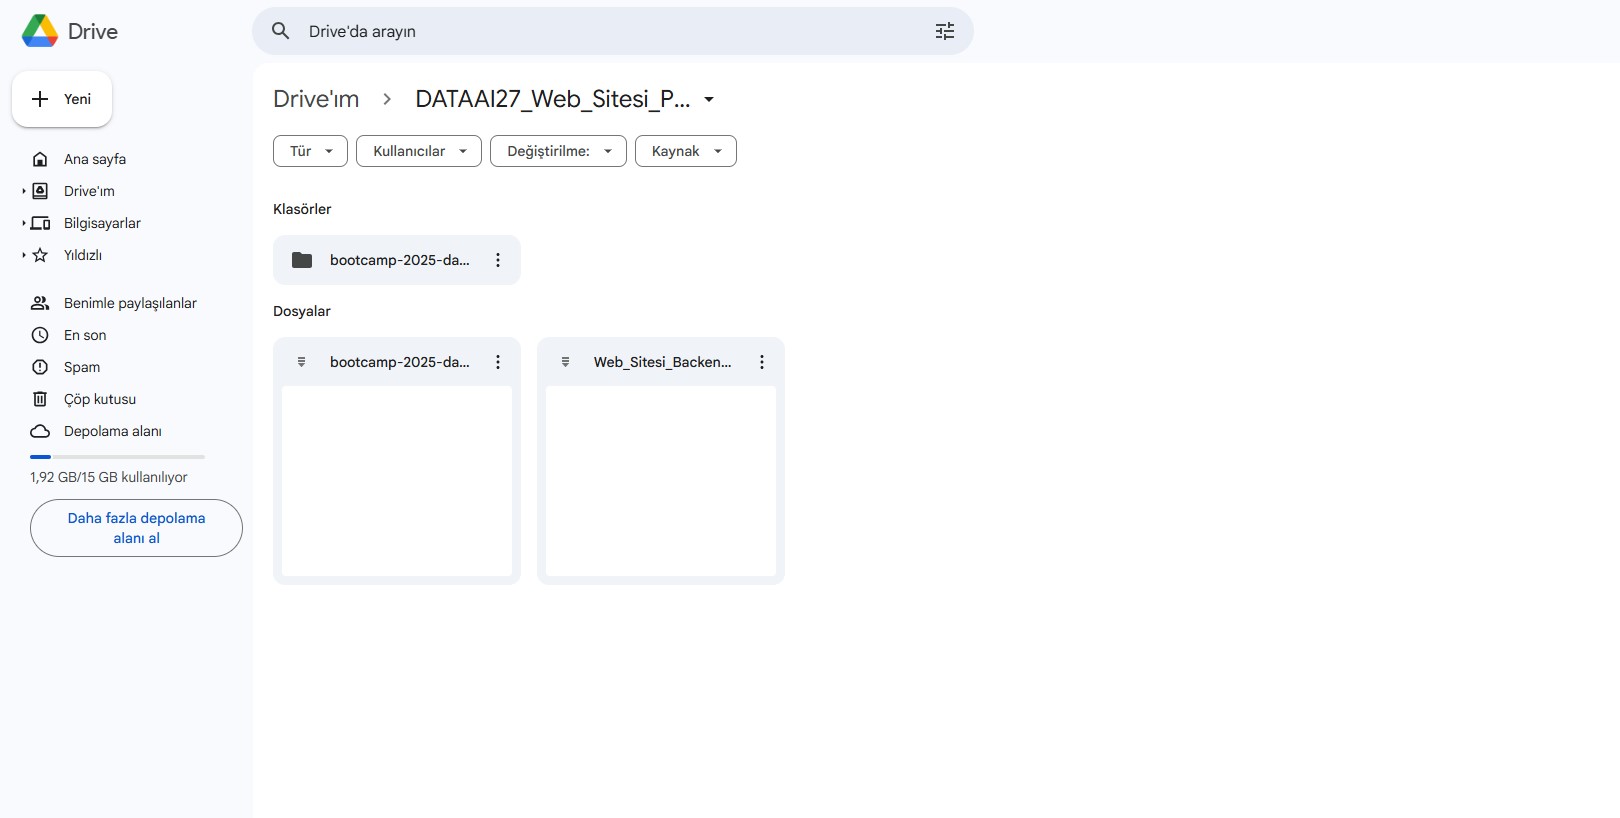 Drive
Drive'da arayın
Yeni
Ana sayfa
Drive'ım
Bilgisayarlar
Yıldızlı
Benimle paylaşılanlar
En son
Spam
Çöp kutusu
Depolama alanı
1,92 GB/15 GB kullanılıyor
Daha fazla depolama
alanı al
Drive'ım > DATAAI27_Web_Sitesi_P...
Tür Kullanıcılar Değiştirilme: Kaynak
Klasörler
bootcamp-2025-da...
Dosyalar
bootcamp-2025-da... Web_Sitesi_Backen...